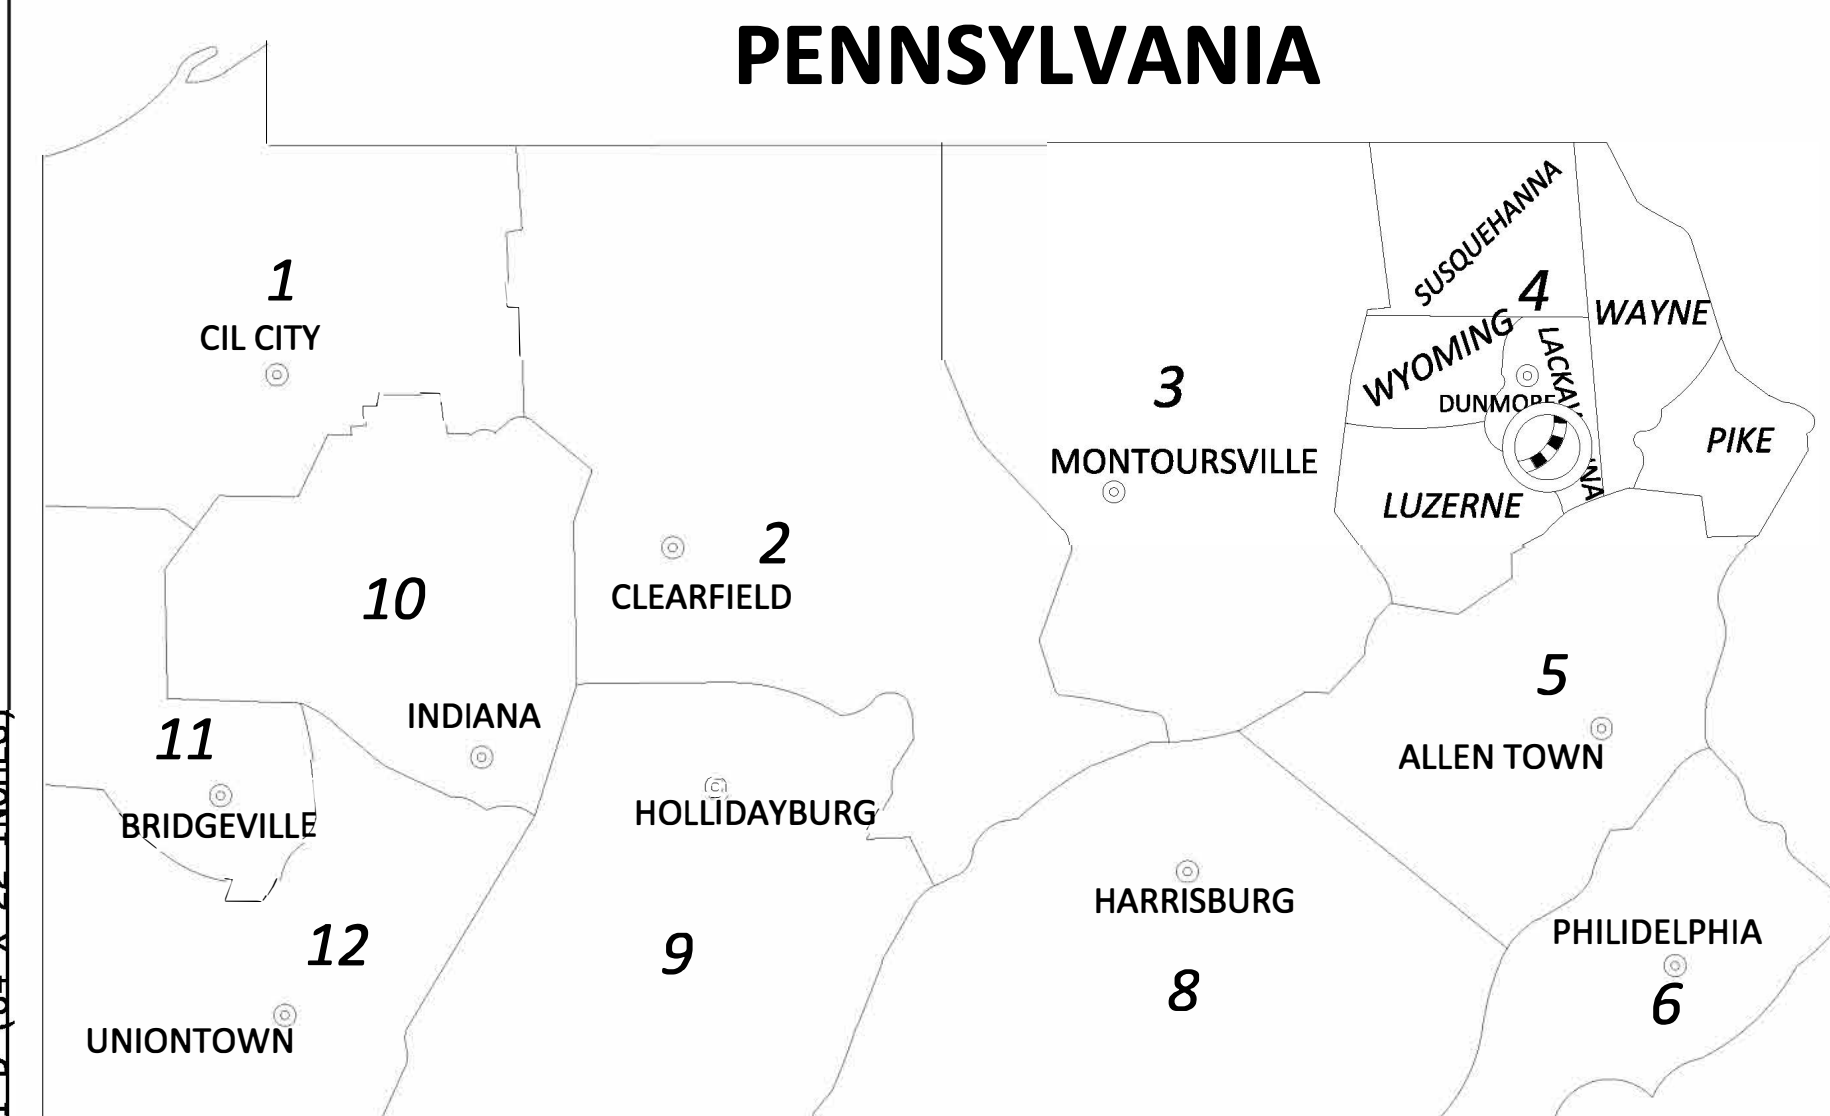 PENNSYLVANIA
SUSQUEHANNA
1
4
WAYNE
CIL CITY
WYOMING
LACKAWNA
3
DUNMORE
PIKE
MONTOURSVILLE
LUZERNE
2
10
CLEARFIELD
5
INDIANA
11
ALLEN TOWN
HOLLIDAYBURG
BRIDGEVILLE
HARRISBURG
12
9
PHILIDELPHIA
8
6
UNIONTOWN